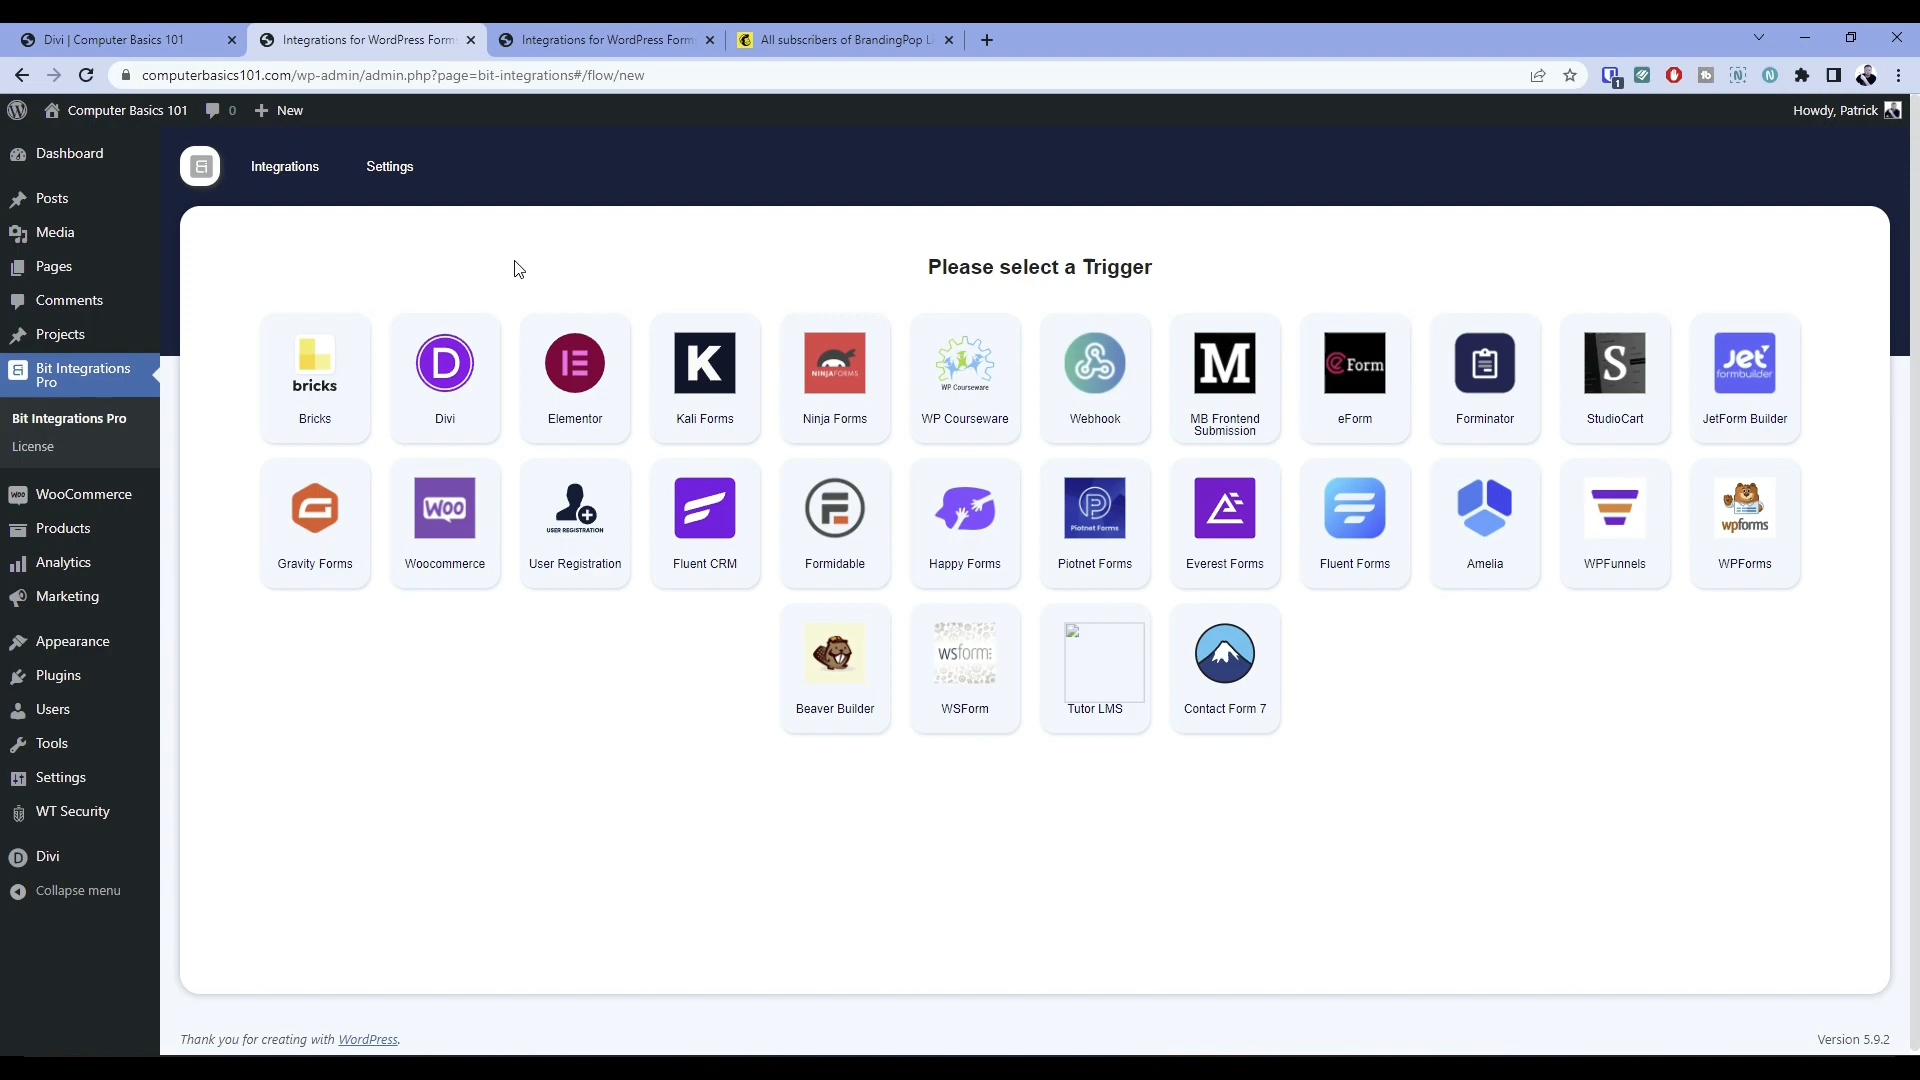 Divi | Computer Basics 101
Integrations for WordPress Form
Integrations for WordPress Form
All subscribers of BrandingPop L
computerbasics101.com/wp-admin/admin.php?page=bit-integrations#/flow/new
1
Computer Basics 101
0
New
Howdy, Patrick
Dashboard
Posts
Media
Pages
Comments
Projects
Bit Integrations
Pro
Bit Integrations Pro
License
WooCommerce
Products
Analytics
Marketing
Appearance
Plugins
Users
Tools
Settings
WT Security
Divi
Collapse menu
Integrations
Settings
Please select a Trigger
bricks
Bricks
D
Divi
Elementor
K
Kali Forms
NINJAFORMS
Ninja Forms
WP Courseware
WP Courseware
Webhook
M
MB Frontend
Submission
eForm
eForm
Forminator
S
StudioCart
Jet
formbuilder
JetForm Builder
Gravity Forms
WOO
Woocommerce
USER REGISTRATION
User Registration
Fluent CRM
Formidable
Happy Forms
Piotnet Forms
Piotnet Forms
Everest Forms
Fluent Forms
Amelia
WPFunnels
wpforms
WPForms
Beaver Builder
wsform
WSForm
Tutor LMS
Contact Form 7
Thank you for creating with WordPress.
Version 5.9.2